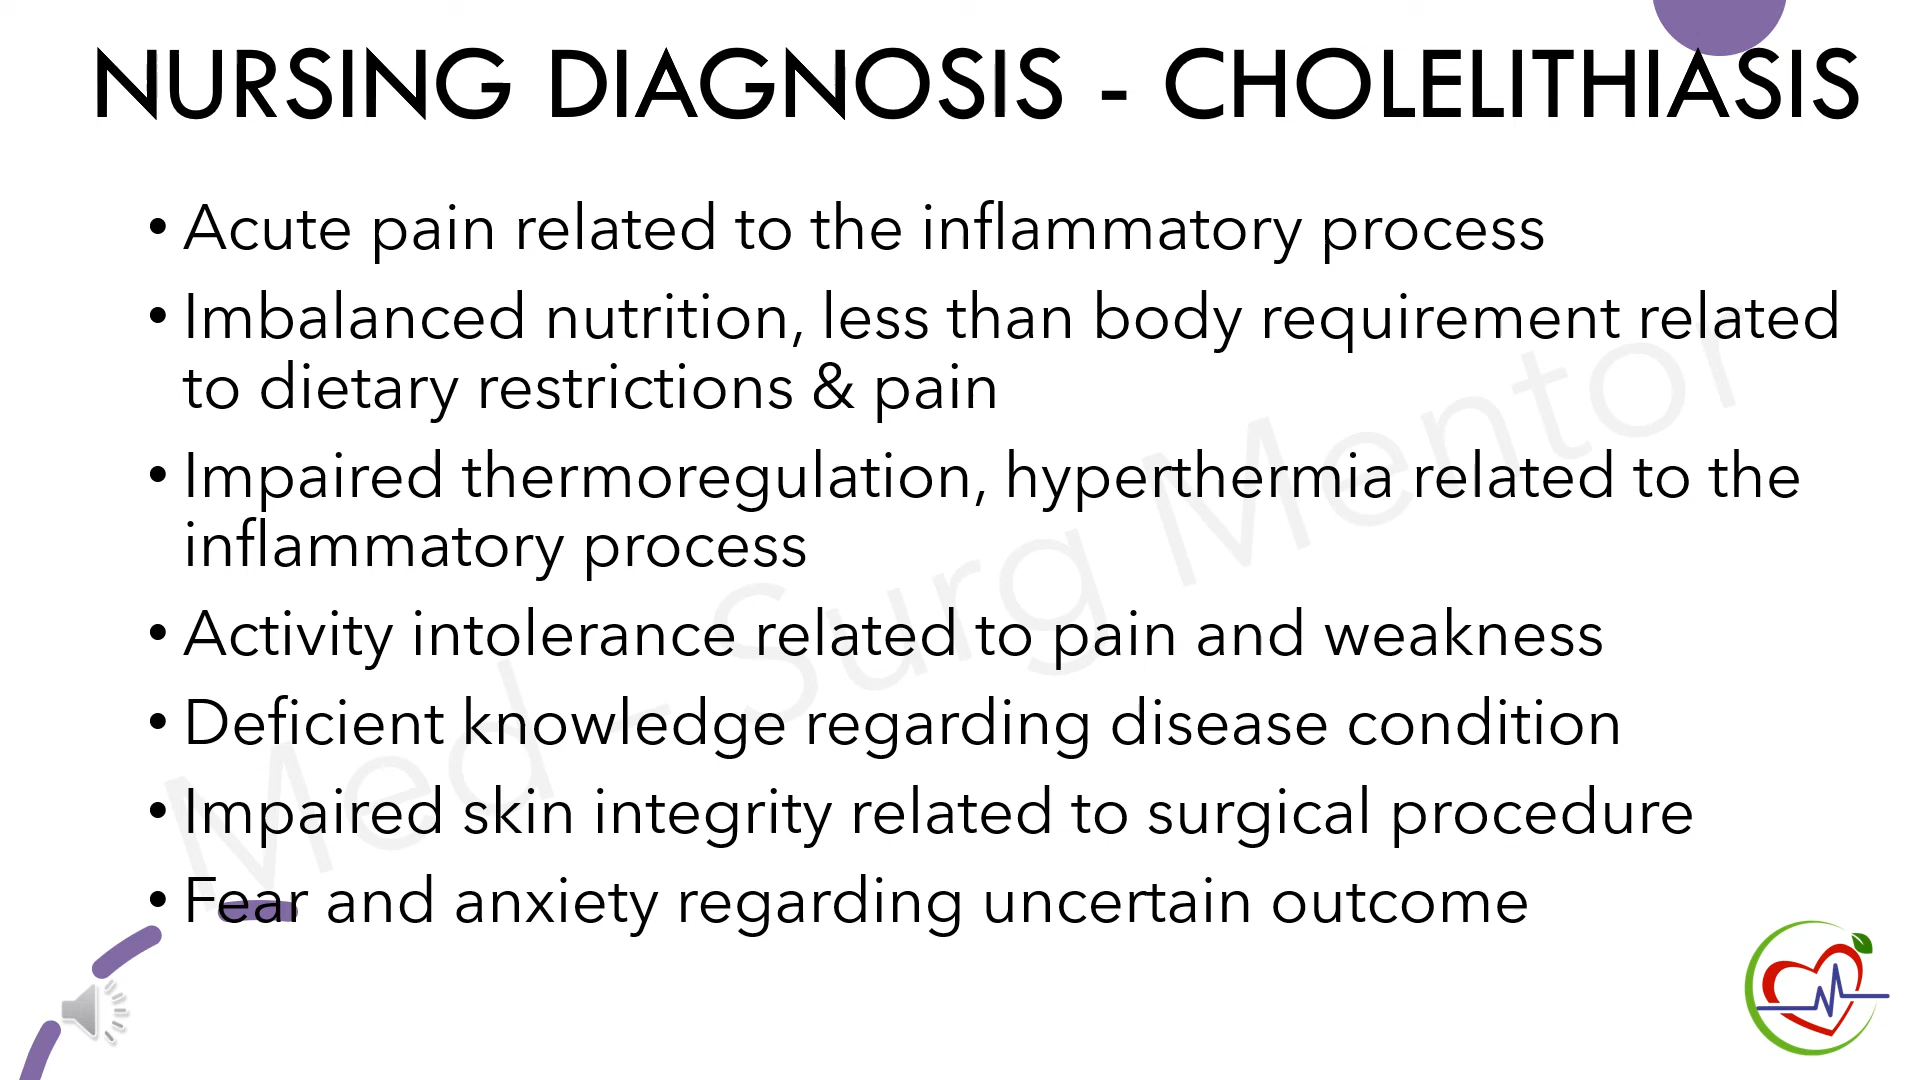 NURSING DIAGNOSIS - CHOLELITHIASIS
• Acute pain related to the inflammatory process
• Imbalanced nutrition, less than body requirement related
to dietary restrictions & pain
• Impaired thermoregulation, hyperthermia related to the
inflammatory process
• Activity intolerance related to pain and weakness
• Deficient knowledge regarding disease condition
• Impaired skin integrity related to surgical procedure
• Fear and anxiety regarding uncertain outcome
Med - Surg Mentor